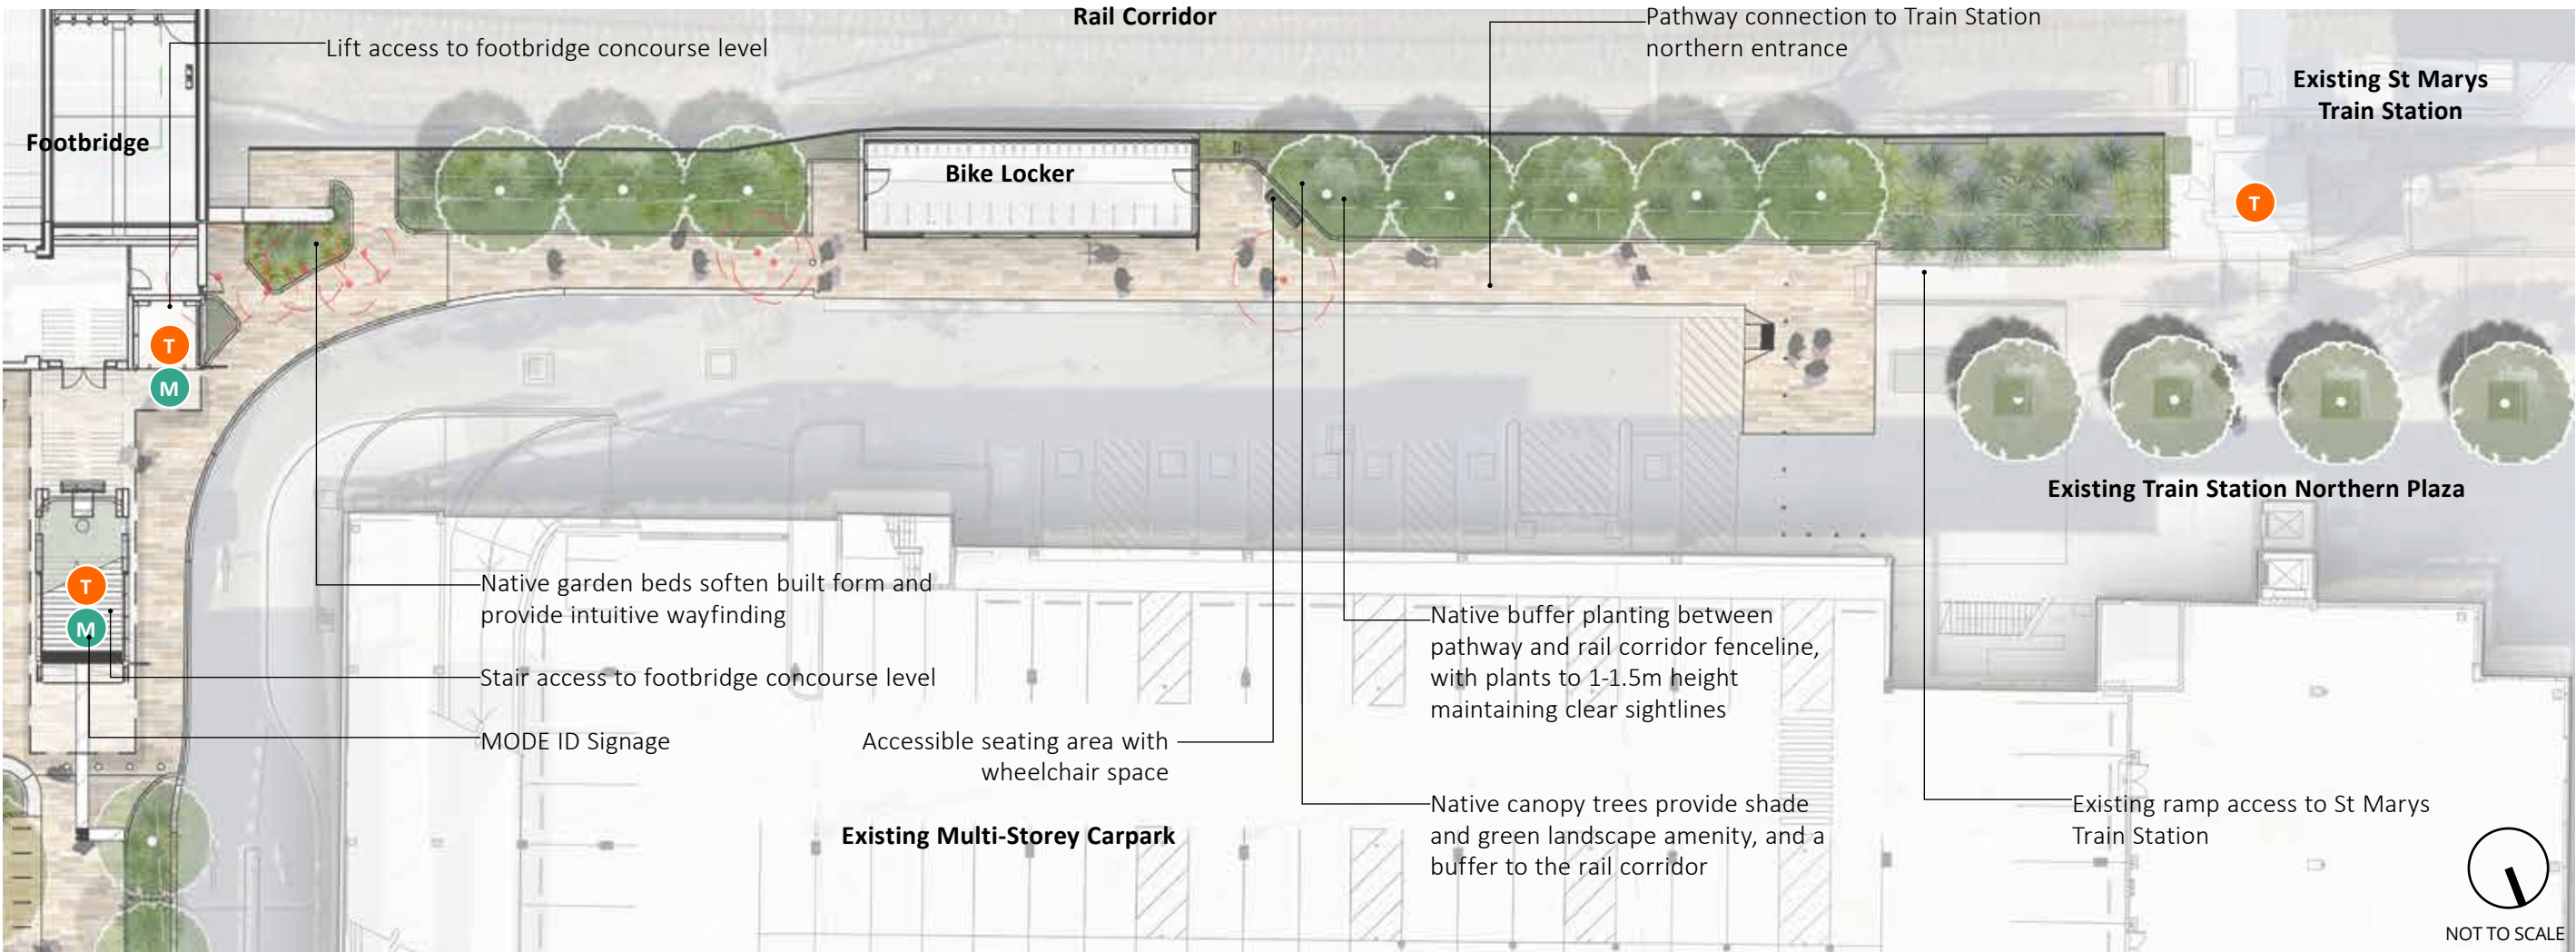 Rail Corridor
Pathway connection to Train Station
northern entrance
Lift access to footbridge concourse level
Existing St Marys
Train Station
Footbridge
Bike Locker
T
T
M
Existing Train Station Northern Plaza
T
M
Native garden beds soften built form and
provide intuitive wayfinding
Stair access to footbridge concourse level
MODE ID Signage
Accessible seating area with
wheelchair space
Native buffer planting between
pathway and rail corridor fenceline,
with plants to 1-1.5m height
maintaining clear sightlines
Native canopy trees provide shade
and green landscape amenity, and a
buffer to the rail corridor
Existing ramp access to St Marys
Train Station
Existing Multi-Storey Carpark
NOT TO SCALE